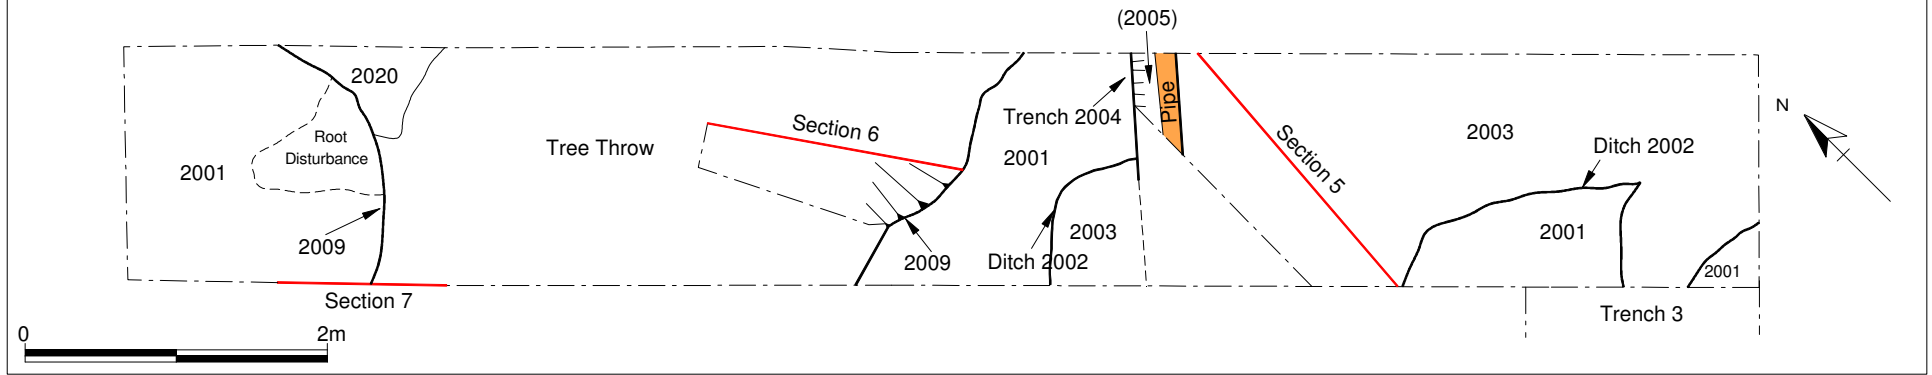 (2005)
2020
Pipe
Trench 2004
Section 6
Root
Disturbance
Tree Throw
2001
2001
2003
Section 5
Ditch 2002
N
2009
2009
Ditch 2002
2003
2001
2001
Section 7
Trench 3
0
2m